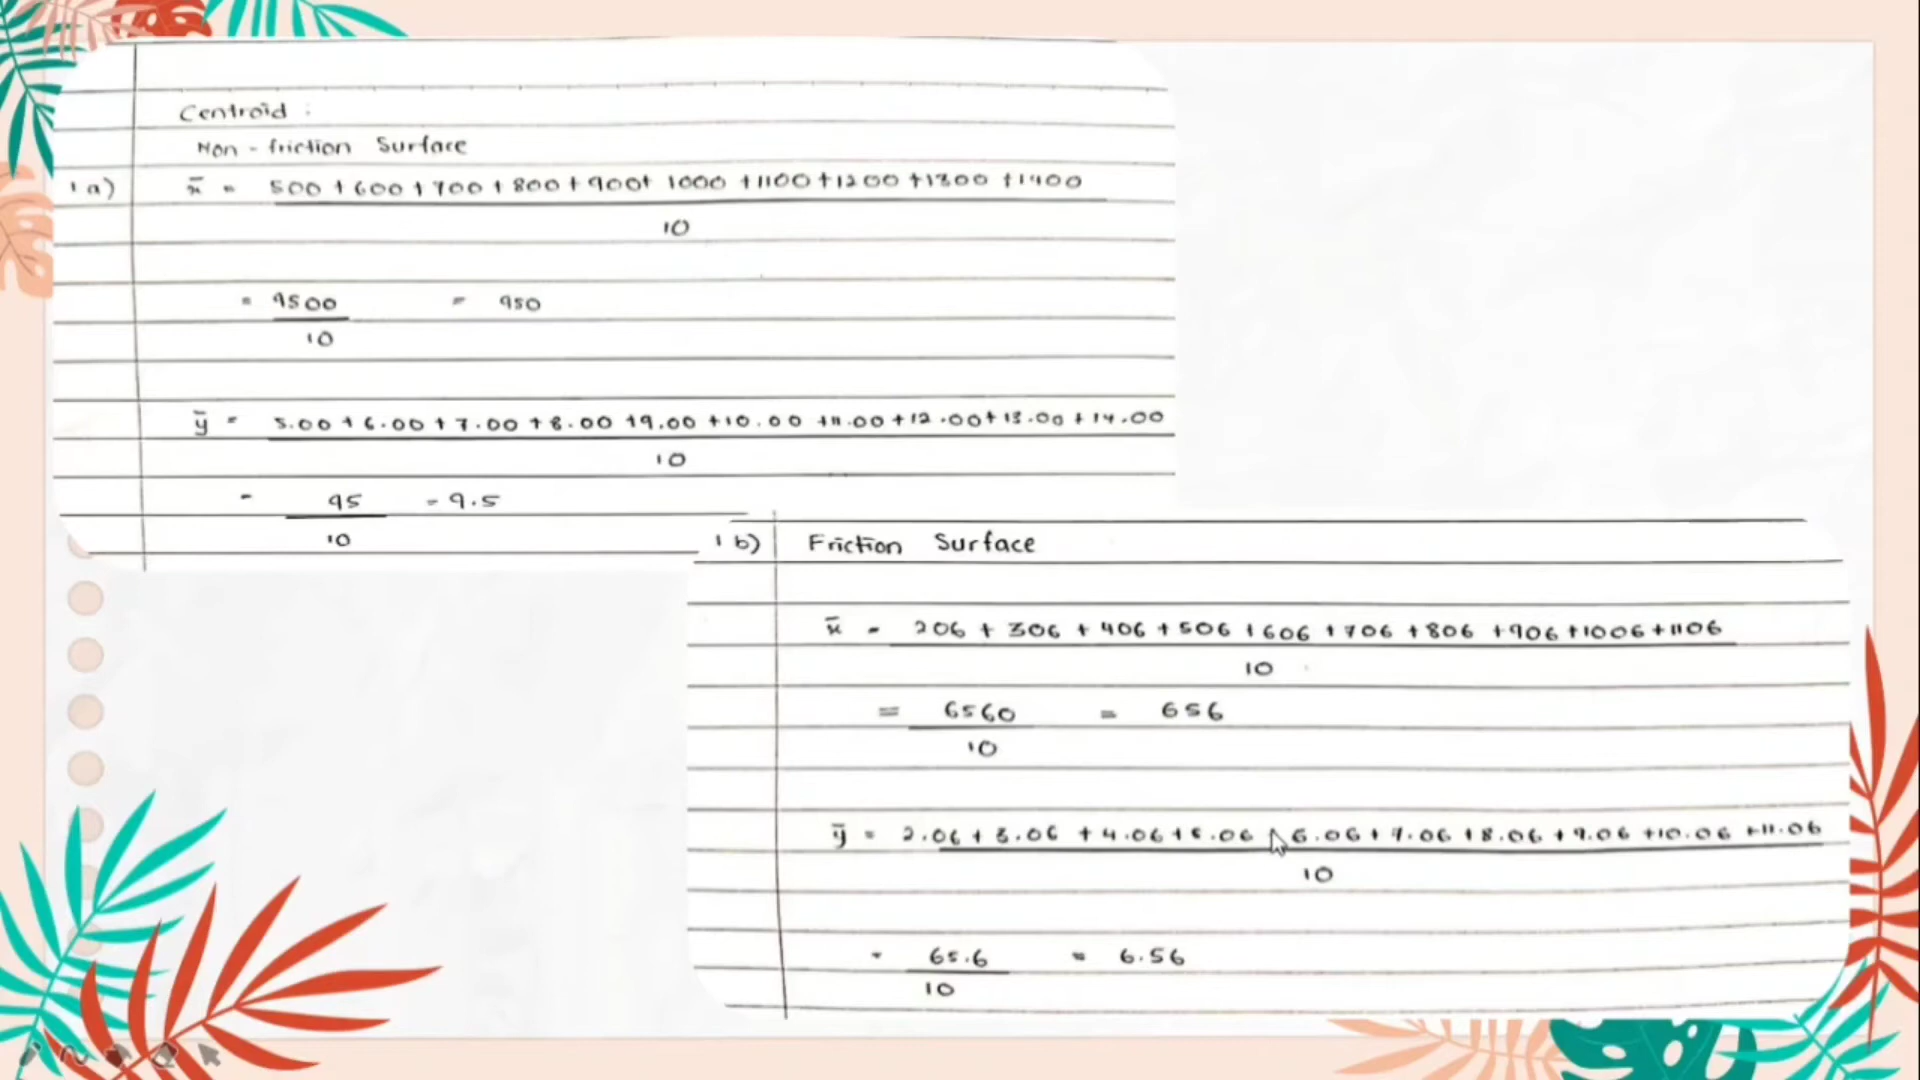 Centroid :
Non - friction Surface
1 a) x̄ = 500 + 600 + 700 + 800 + 900 + 1000 + 1100 + 1200 + 1300 + 1400
10
= 9500 = 950
10
ȳ = 5.00 + 6.00 + 7.00 + 8.00 + 9.00 + 10.00 + 11.00 + 12.00 + 13.00 + 14.00
10
= 95 = 9.5
10
1 b) Friction Surface
x̄ = 206 + 306 + 406 + 506 + 606 + 706 + 806 + 906 + 1006 + 1106
10
= 6560 = 656
10
ȳ = 2.06 + 3.06 + 4.06 + 5.06 + 6.06 + 7.06 + 8.06 + 9.06 + 10.06 + 11.06
10
= 65.6 = 6.56
10